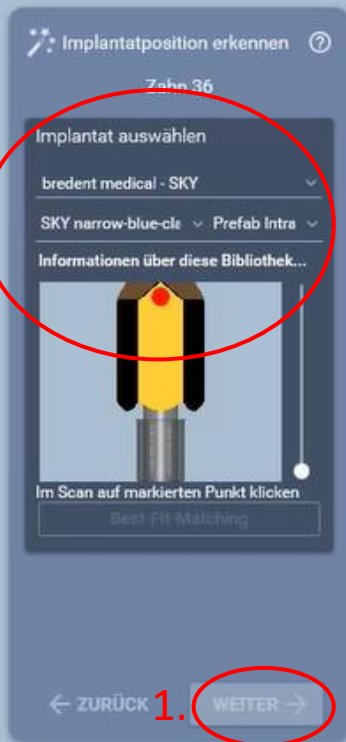 Implantatposition erkennen ?
Zahn 36
Implantat auswählen
bredent medical - SKY
SKY narrow-blue-cla Prefab Intra
Informationen über diese Bibliothek...
Im Scan auf markierten Punkt klicken
Best-Fit-Matching
← ZURÜCK 1. WEITER →